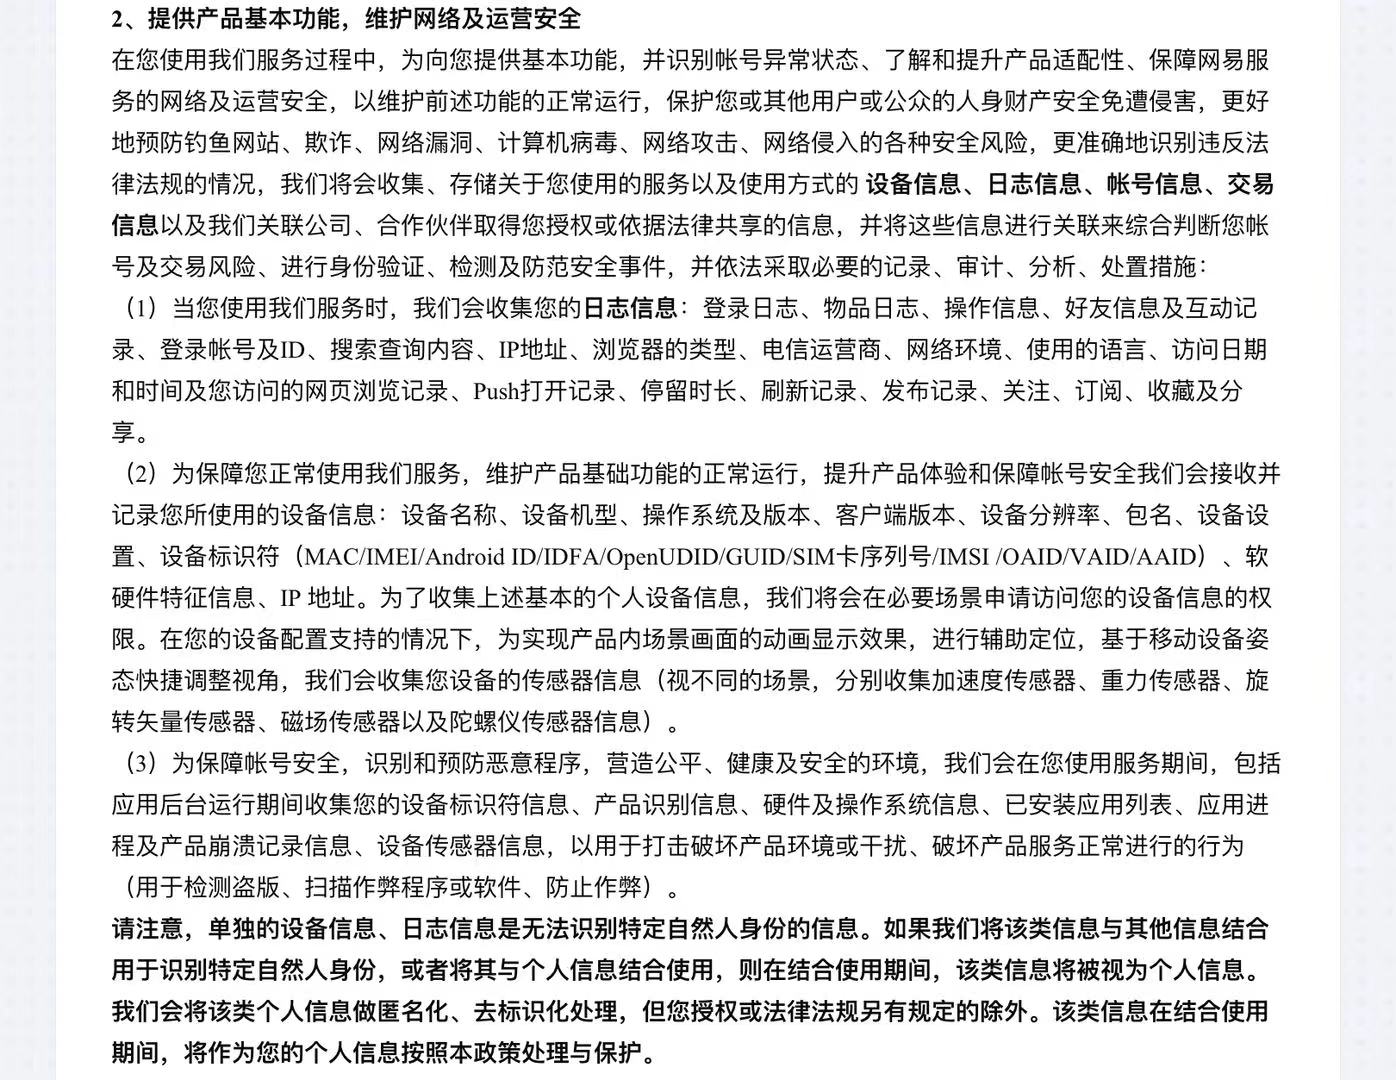 2、提供产品基本功能，维护网络及运营安全
在您使用我们服务过程中，为向您提供基本功能，并识别帐号异常状态、了解和提升产品适配性、保障网易服
务的网络及运营安全，以维护前述功能的正常运行，保护您或其他用户或公众的人身财产安全免遭侵害，更好
地预防钓鱼网站、欺诈、网络漏洞、计算机病毒、网络攻击、网络侵入的各种安全风险，更准确地识别违反法
律法规的情况，我们将会收集、存储关于您使用的服务以及使用方式的 设备信息、日志信息、帐号信息、交易
信息以及我们关联公司、合作伙伴取得您授权或依据法律共享的信息，并将这些信息进行关联来综合判断您帐
号及交易风险、进行身份验证、检测及防范安全事件，并依法采取必要的记录、审计、分析、处置措施：
（1）当您使用我们服务时，我们会收集您的日志信息：登录日志、物品日志、操作信息、好友信息及互动记
录、登录帐号及ID、搜索查询内容、IP地址、浏览器的类型、电信运营商、网络环境、使用的语言、访问日期
和时间及您访问的网页浏览记录、Push打开记录、停留时长、刷新记录、发布记录、关注、订阅、收藏及分
享。
（2）为保障您正常使用我们服务，维护产品基础功能的正常运行，提升产品体验和保障帐号安全我们会接收并
记录您所使用的设备信息：设备名称、设备机型、操作系统及版本、客户端版本、设备分辨率、包名、设备设
置、设备标识符（MAC/IMEI/Android ID/IDFA/OpenUDID/GUID/SIM卡序列号/IMSI /OAID/VAID/AAID）、软
硬件特征信息、IP 地址。为了收集上述基本的个人设备信息，我们将会在必要场景申请访问您的设备信息的权
限。在您的设备配置支持的情况下，为实现产品内场景画面的动画显示效果，进行辅助定位，基于移动设备姿
态快捷调整视角，我们会收集您设备的传感器信息（视不同的场景，分别收集加速度传感器、重力传感器、旋
转矢量传感器、磁场传感器以及陀螺仪传感器信息）。
（3）为保障帐号安全，识别和预防恶意程序，营造公平、健康及安全的环境，我们会在您使用服务期间，包括
应用后台运行期间收集您的设备标识符信息、产品识别信息、硬件及操作系统信息、已安装应用列表、应用进
程及产品崩溃记录信息、设备传感器信息，以用于打击破坏产品环境或干扰、破坏产品服务正常进行的行为
（用于检测盗版、扫描作弊程序或软件、防止作弊）。
请注意，单独的设备信息、日志信息是无法识别特定自然人身份的信息。如果我们将该类信息与其他信息结合
用于识别特定自然人身份，或者将其与个人信息结合使用，则在结合使用期间，该类信息将被视为个人信息。
我们会将该类个人信息做匿名化、去标识化处理，但您授权或法律法规另有规定的除外。该类信息在结合使用
期间，将作为您的个人信息按照本政策处理与保护。